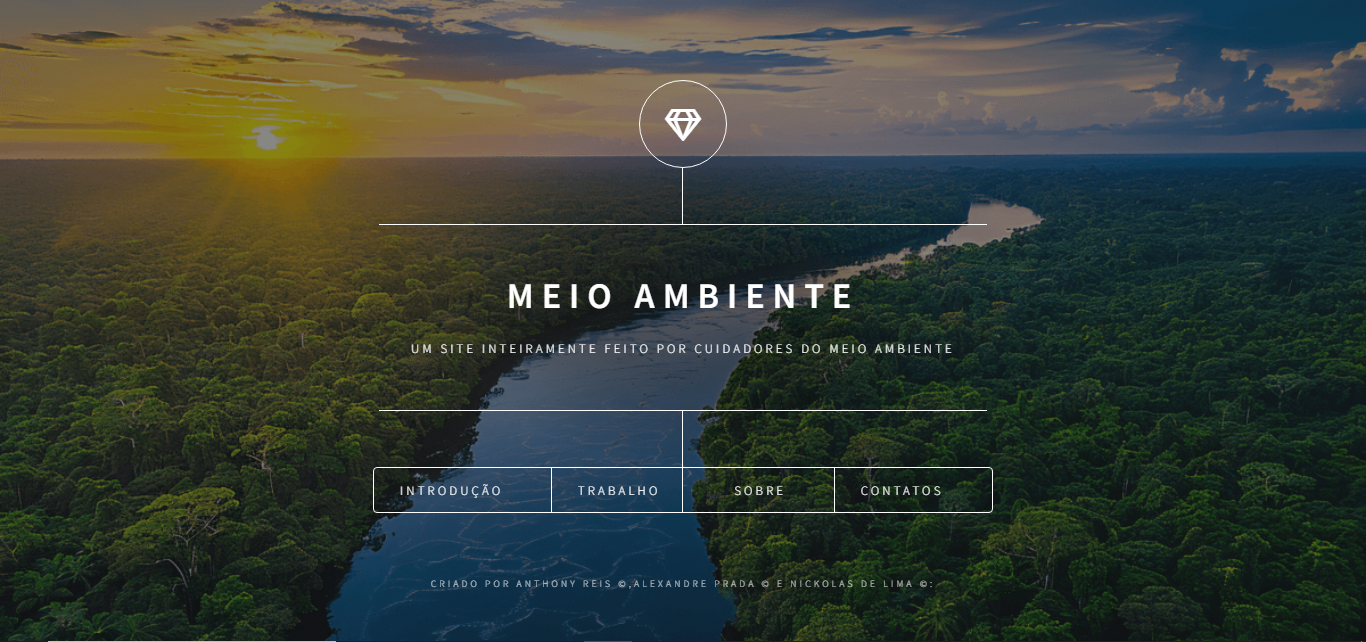 MEIO AMBIENTE
UM SITE INTEIRAMENTE FEITO POR CUIDADORES DO MEIO AMBIENTE
INTRODUÇÃO TRABALHO SOBRE CONTATOS
CRIADO POR ANTHONY REIS ©,ALEXANDRE PRADA © E NICKOLAS DE LIMA ©: